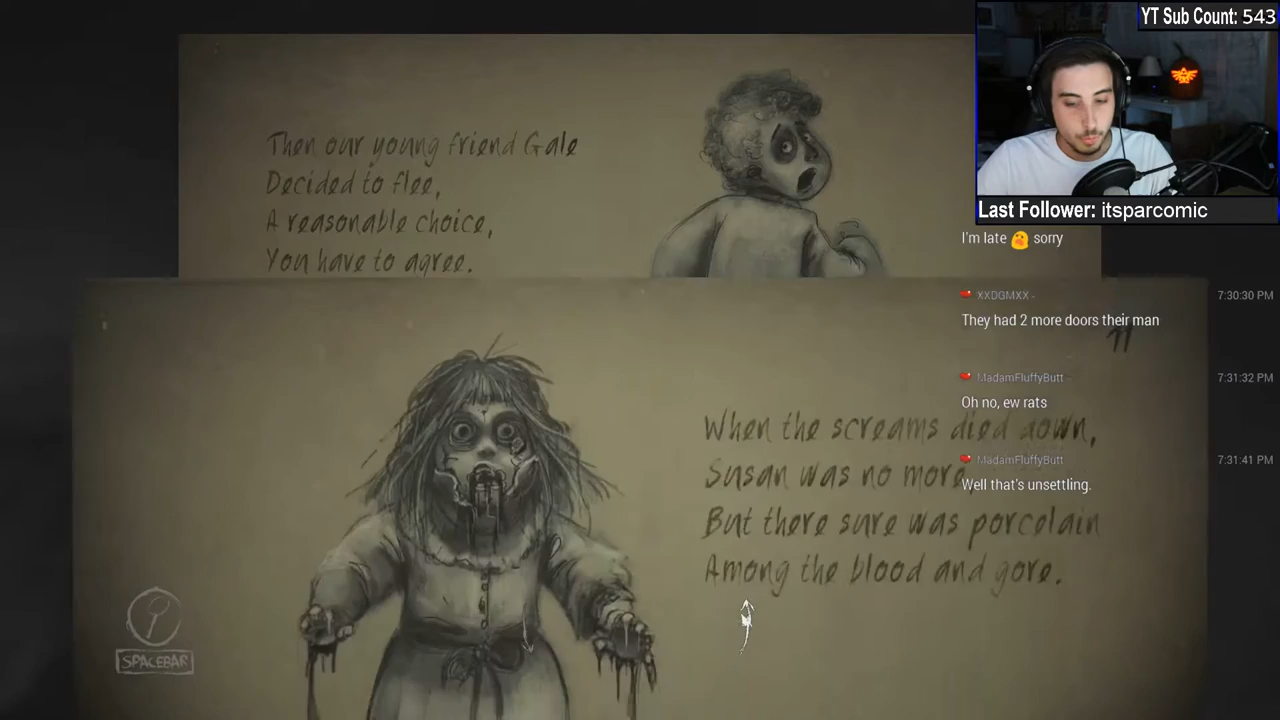 YT Sub Count: 543
Last Follower: itsparcomic
I'm late sorry
XXDGMXX -
7:30:30 PM
They had 2 more doors their man
MadamFluffyButt -
7:31:32 PM
Oh no, ew rats
MadamFluffyButt
7:31:41 PM
Well that's unsettling.
Then our young friend Gale
Decided to flee,
A reasonable choice,
You have to agree.
When the screams died down,
Susan was no more,
But there sure was porcelain
Among the blood and gore.
SPACEBAR